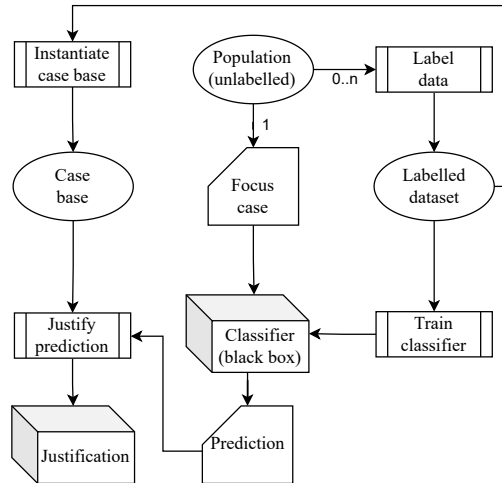 Instantiate
case base
Population
(unlabelled)
0..n
Label
data
1
Case
base
Focus
case
Labelled
dataset
Justify
prediction
Classifier
(black box)
Train
classifier
Justification
Prediction